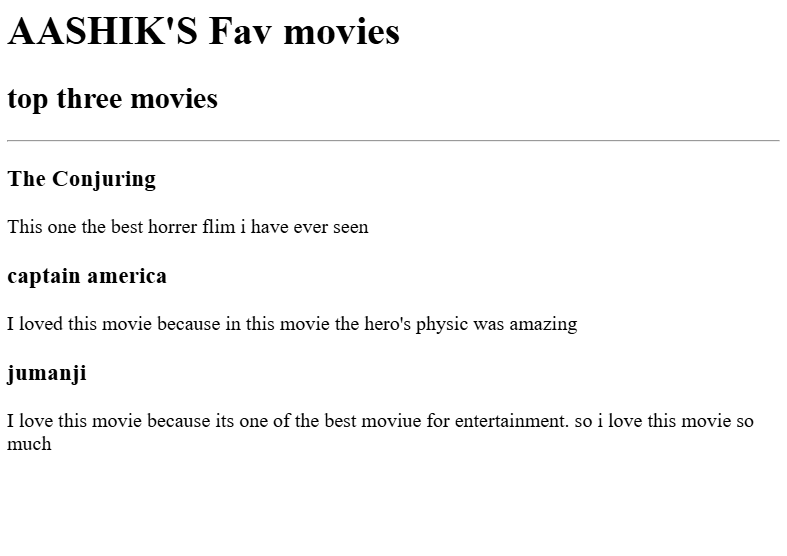 AASHIK'S Fav movies
top three movies
The Conjuring
This one the best horrer flim i have ever seen
captain america
I loved this movie because in this movie the hero's physic was amazing
jumanji
I love this movie because its one of the best moviue for entertainment. so i love this movie so
much